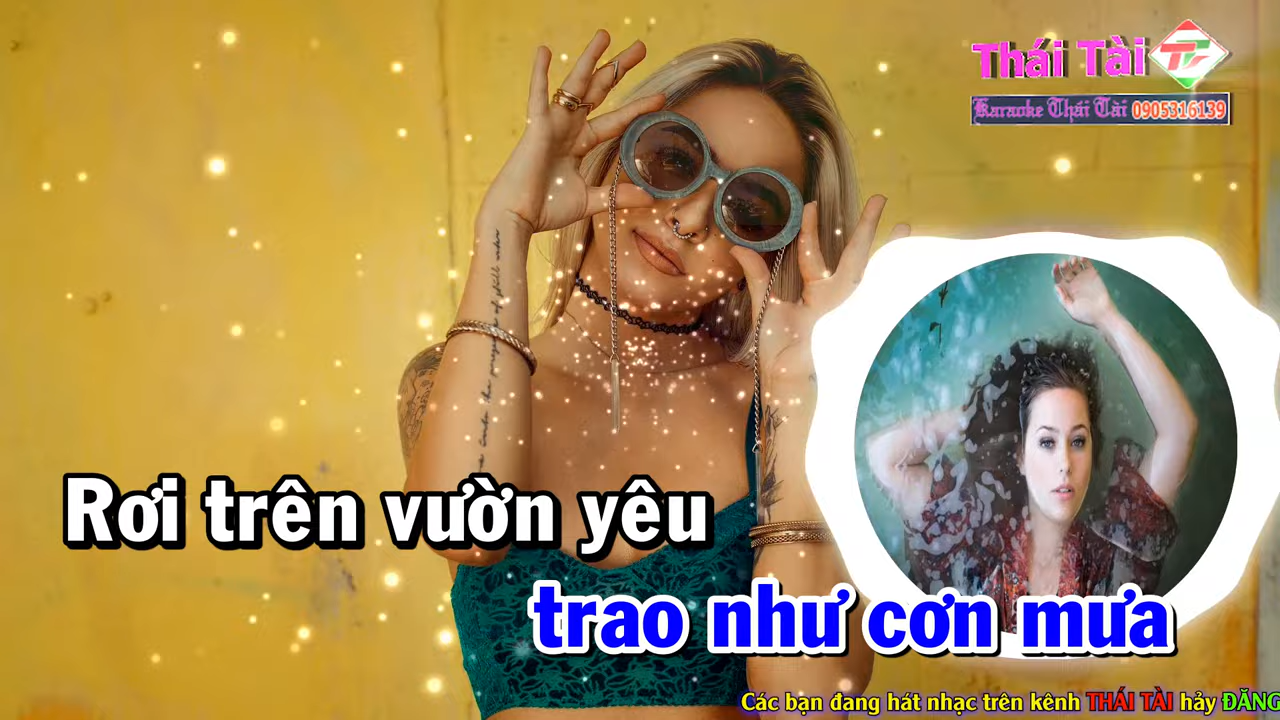 Thái Tài
Karaoke Thái Tài 0905316139
Rơi trên vườn yêu
trao như cơn mưa
Các bạn đang hát nhạc trên kênh THÁI TÀI hảy ĐĂNG